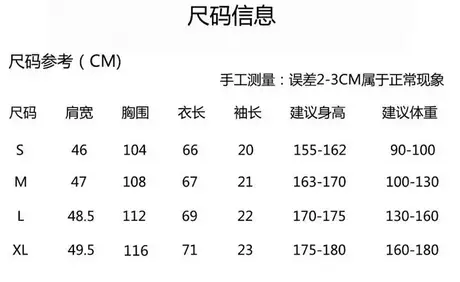 尺码信息
尺码参考（CM)
手工测量：误差2-3CM属于正常现象
尺码 肩宽 胸围 衣长 袖长 建议身高 建议体重
S 46 104 66 20 155-162 90-100
M 47 108 67 21 163-170 100-130
L 48.5 112 69 22 170-175 130-160
XL 49.5 116 71 23 175-180 160-180